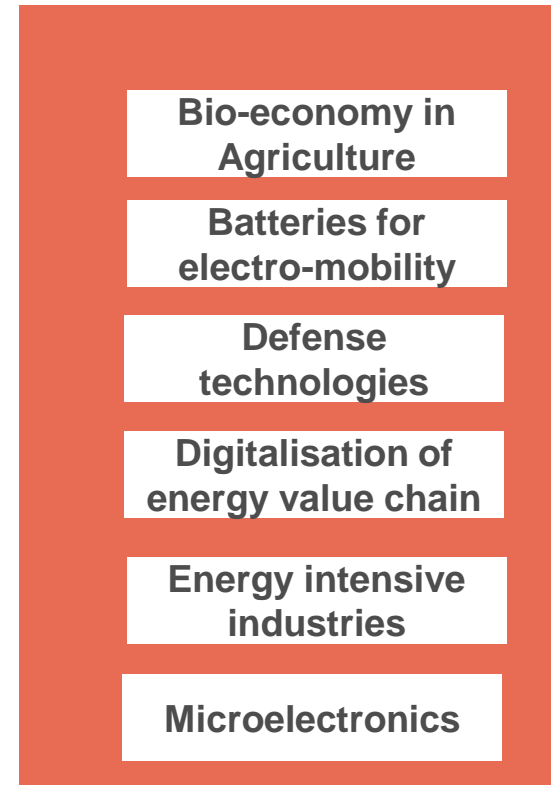 Bio-economy in
Agriculture
Batteries for
electro-mobility
Defense
technologies
Digitalisation of
energy value chain
Energy intensive
industries
Microelectronics